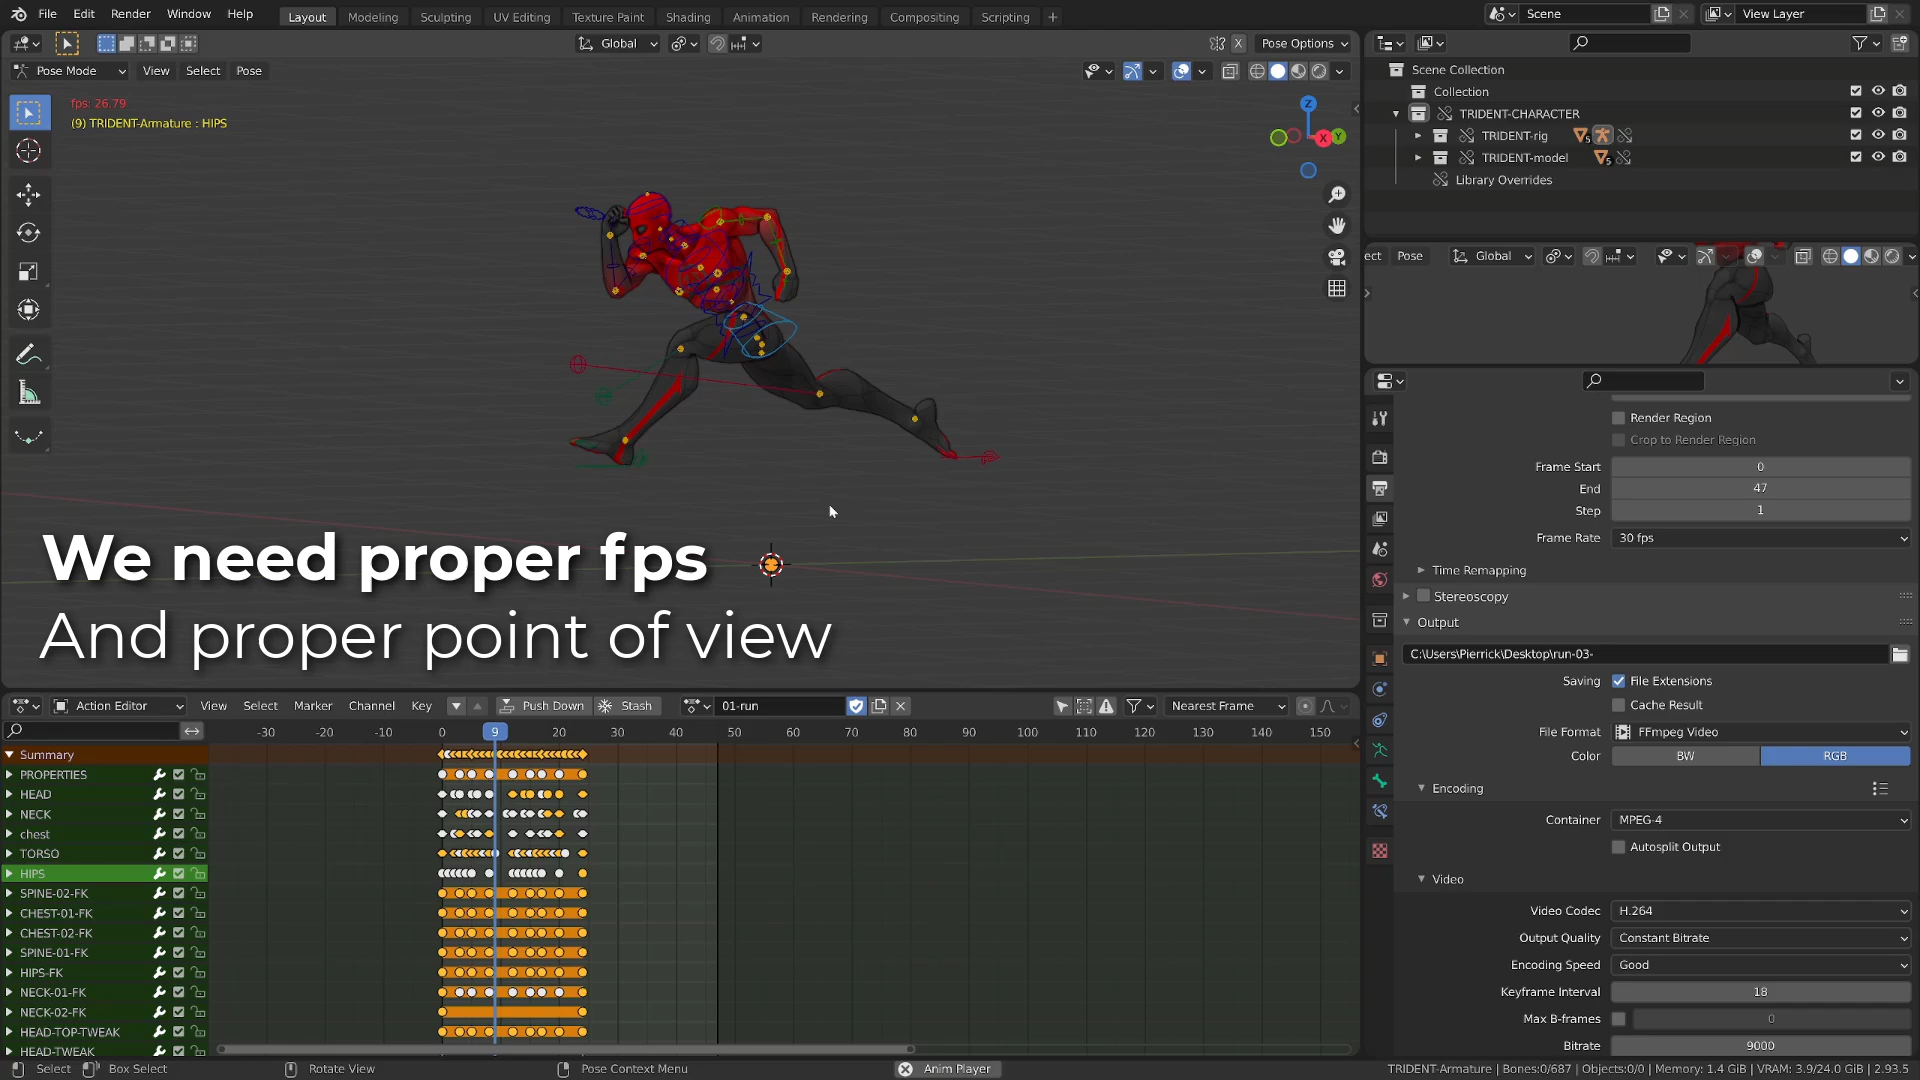 File Edit Render Window Help Layout Modeling Sculpting UV Editing Texture Paint Shading Animation Rendering Compositing Scripting + Scene View Layer
Global X Pose Options
Pose Mode View Select Pose
fps: 26.79
(9) TRIDENT-Armature : HIPS
Z
X Y
Scene Collection
Collection
TRIDENT-CHARACTER
TRIDENT-rig 5
TRIDENT-model 5
Library Overrides
ect Pose Global
Render Region
Crop to Render Region
Frame Start 0
End 47
Step 1
Frame Rate 30 fps
Time Remapping
Stereoscopy
Output
C:\Users\Pierrick\Desktop\run-03-
Saving File Extensions
Cache Result
File Format FFmpeg Video
Color BW RGB
Encoding
Container MPEG-4
Autosplit Output
Video
Video Codec H.264
Output Quality Constant Bitrate
Encoding Speed Good
Keyframe Interval 18
Max B-frames 0
Bitrate 9000
We need proper fps
And proper point of view
Action Editor View Select Marker Channel Key Push Down Stash 01-run Nearest Frame
-30 -20 -10 0 9 20 30 40 50 60 70 80 90 100 110 120 130 140 150
Summary
PROPERTIES
HEAD
NECK
chest
TORSO
HIPS
SPINE-02-FK
CHEST-01-FK
CHEST-02-FK
SPINE-01-FK
HIPS-FK
NECK-01-FK
NECK-02-FK
HEAD-TOP-TWEAK
HEAD-TWEAK
Select Box Select Rotate View Pose Context Menu Anim Player TRIDENT-Armature | Bones:0/687 | Objects:0/0 | Memory: 1.4 GiB | VRAM: 3.9/24.0 GiB | 2.93.5